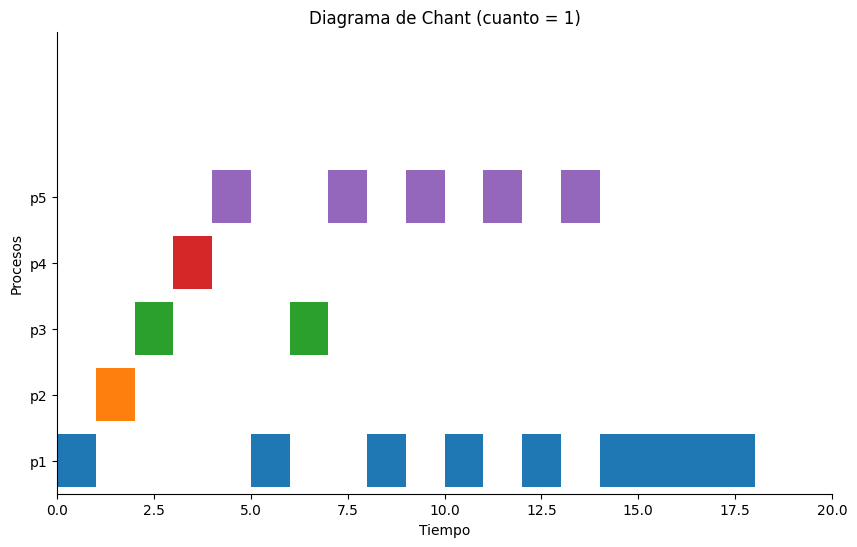 Diagrama de Chant (cuanto = 1)
Procesos
p5
p4
p3
p2
p1
0.0 2.5 5.0 7.5 10.0 12.5 15.0 17.5 20.0
Tiempo